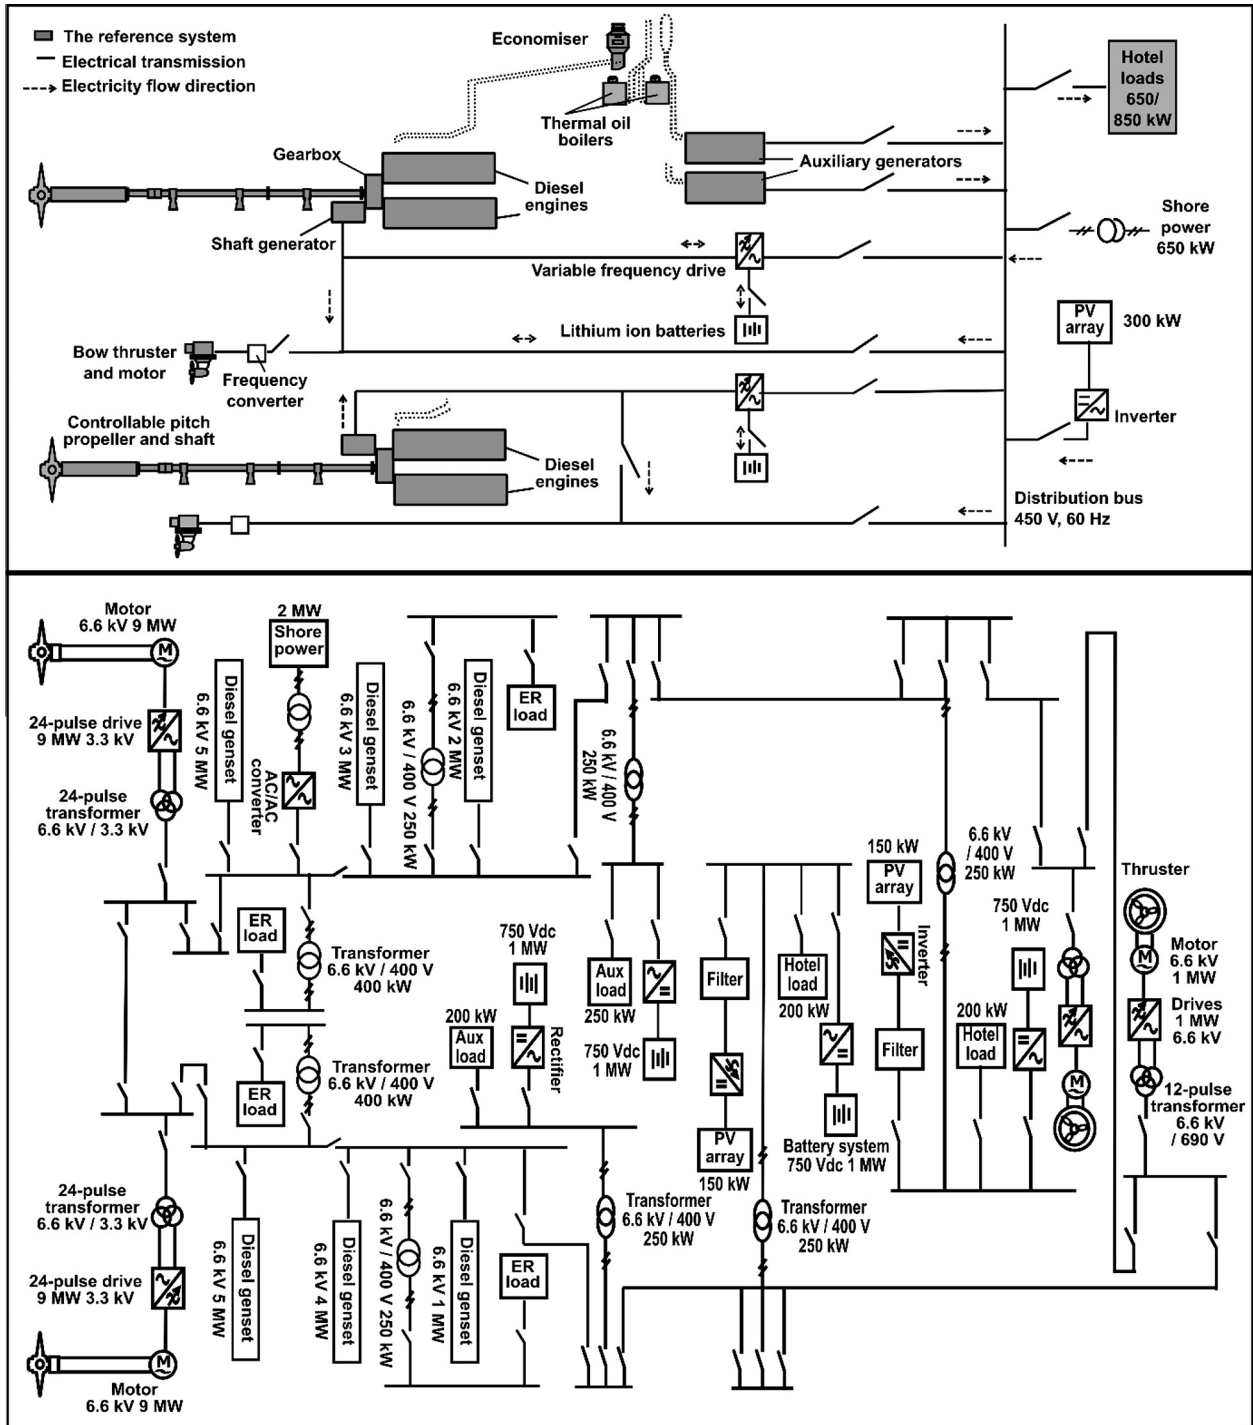 The reference system
Electrical transmission
Electricity flow direction
Economiser
Thermal oil
boilers
Hotel
loads
650/
850 kW
Gearbox
Diesel
engines
Auxiliary generators
Shaft generator
Shore
power
650 kW
Variable frequency drive
Lithium ion batteries
PV
array
300 kW
Bow thruster
and motor
Frequency
converter
Inverter
Controllable pitch
propeller and shaft
Diesel
engines
Distribution bus
450 V, 60 Hz
Motor
6.6 kV 9 MW
M
2 MW
Shore
power
Diesel genset
6.6 kV 5 MW
24-pulse drive
9 MW 3.3 kV
24-pulse
transformer
6.6 kV / 3.3 kV
AC/AC
converter
Diesel genset
6.6 kV 3 MW
6.6 kV / 400 V 250 kW
Diesel genset
6.6 kV 2 MW
ER
load
6.6 kV / 400 V
250 kW
6.6 kV
/ 400 V
250 kW
150 kW
PV
array
Inverter
Filter
750 Vdc
1 MW
Thruster
Motor
6.6 kV
1 MW
M
Drives
1 MW
6.6 kV
12-pulse
transformer
6.6 kV
/ 690 V
ER
load
Transformer
6.6 kV / 400 V
400 kW
750 Vdc
1 MW
Rectifier
200 kW
Aux
load
Aux
load
250 kW
750 Vdc
1 MW
Filter
PV
array
150 kW
Hotel
load
200 kW
Battery system
750 Vdc 1 MW
200 kW
Hotel
load
M
ER
load
Transformer
6.6 kV / 400 V
400 kW
24-pulse
transformer
6.6 kV / 3.3 kV
24-pulse drive
9 MW 3.3 kV
M
Motor
6.6 kV 9 MW
Diesel genset
6.6 kV 5 MW
Diesel genset
6.6 kV 4 MW
6.6 kV / 400 V 250 kW
Diesel genset
6.6 kV 1 MW
ER
load
Transformer
6.6 kV / 400 V
250 kW
Transformer
6.6 kV / 400 V
250 kW